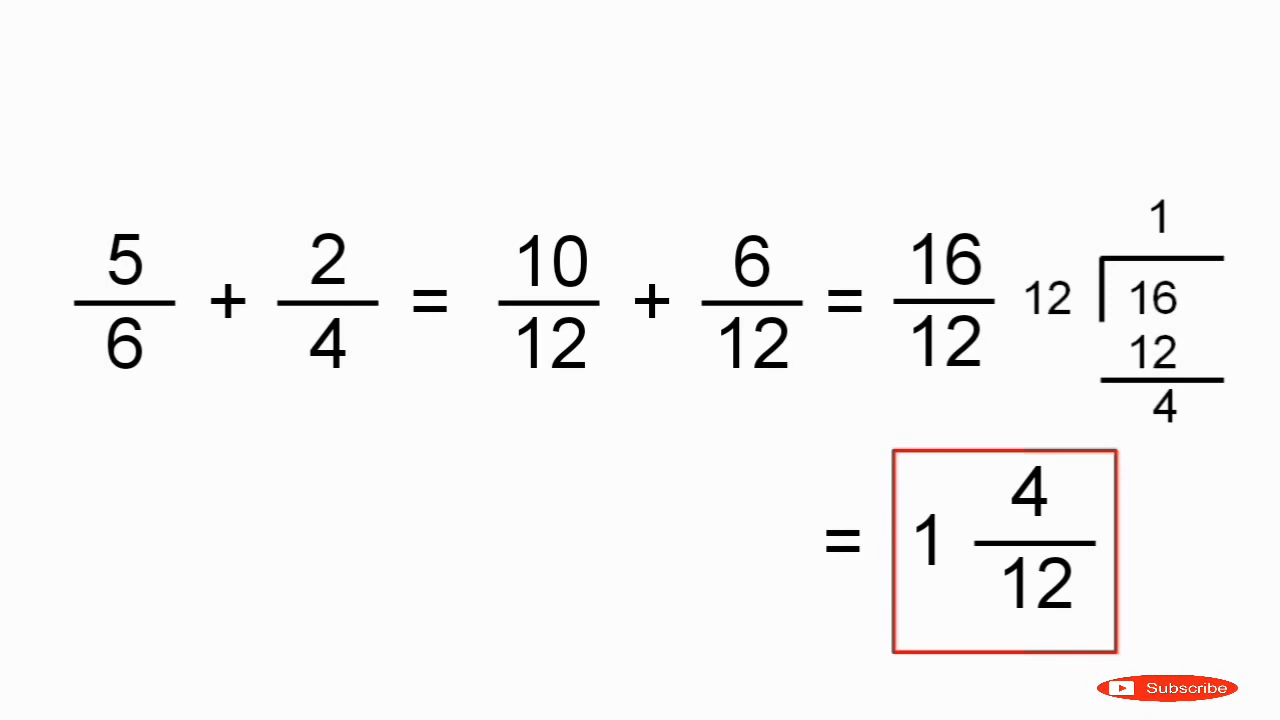 5/6 + 2/4 = 10/12 + 6/12 = 16/12
1
12 16
12
4
= 1 4/12
Subscribe